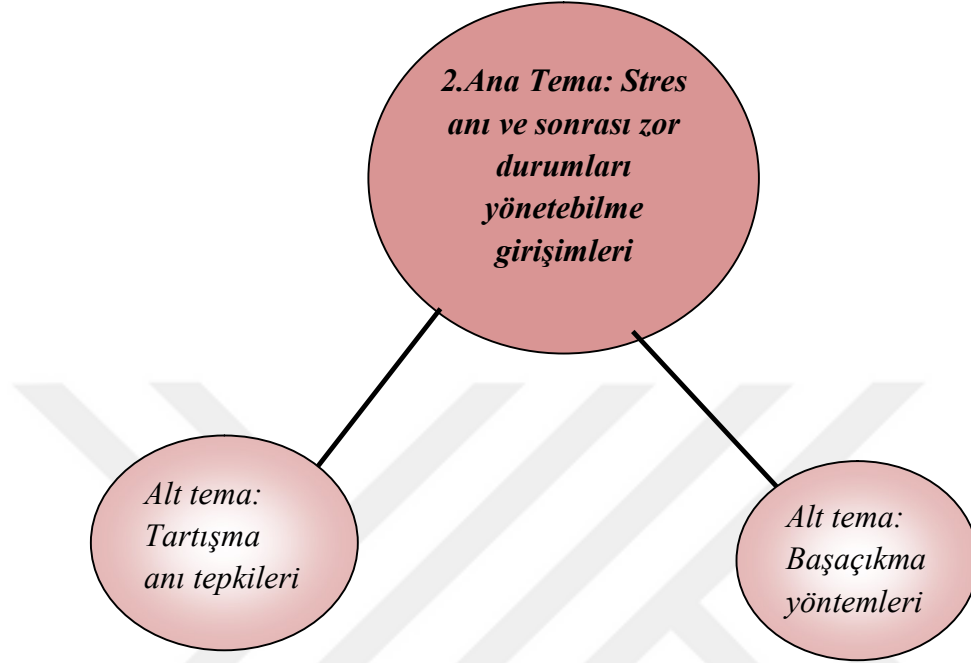 2.Ana Tema: Stres
anı ve sonrası zor
durumları
yönetebilme
girişimleri
Alt tema:
Tartışma
anı tepkileri
Alt tema:
Başaçıkma
yöntemleri